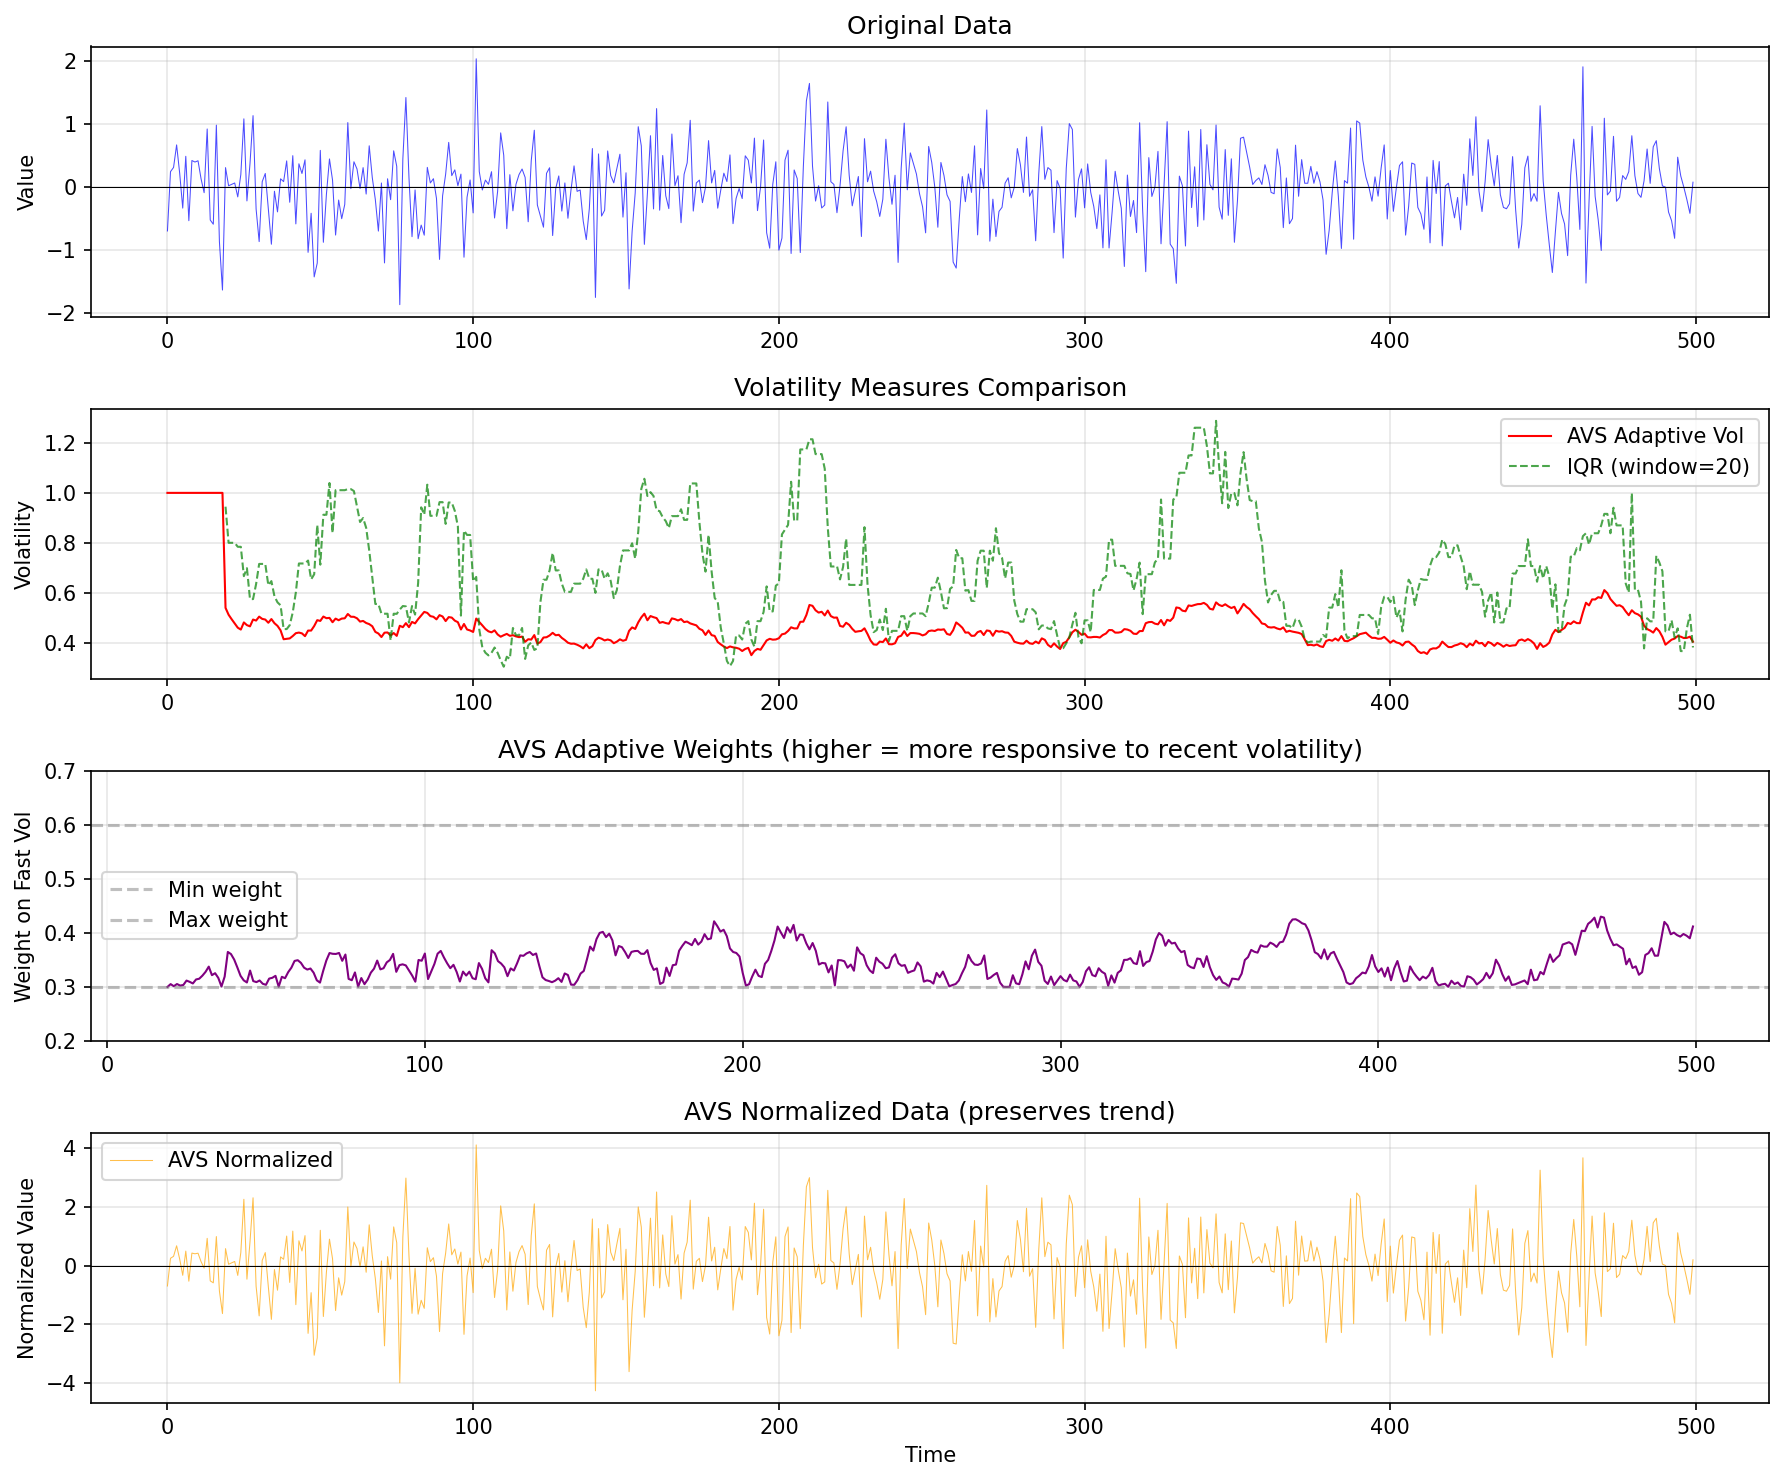 Original Data
Value
2
1
0
−1
−2
0 100 200 300 400 500
Volatility Measures Comparison
Volatility
1.2
1.0
0.8
0.6
0.4
AVS Adaptive Vol
IQR (window=20)
0 100 200 300 400 500
AVS Adaptive Weights (higher = more responsive to recent volatility)
Weight on Fast Vol
0.7
0.6
0.5
0.4
0.3
0.2
Min weight
Max weight
0 100 200 300 400 500
AVS Normalized Data (preserves trend)
Normalized Value
4
2
0
−2
−4
AVS Normalized
0 100 200 300 400 500
Time